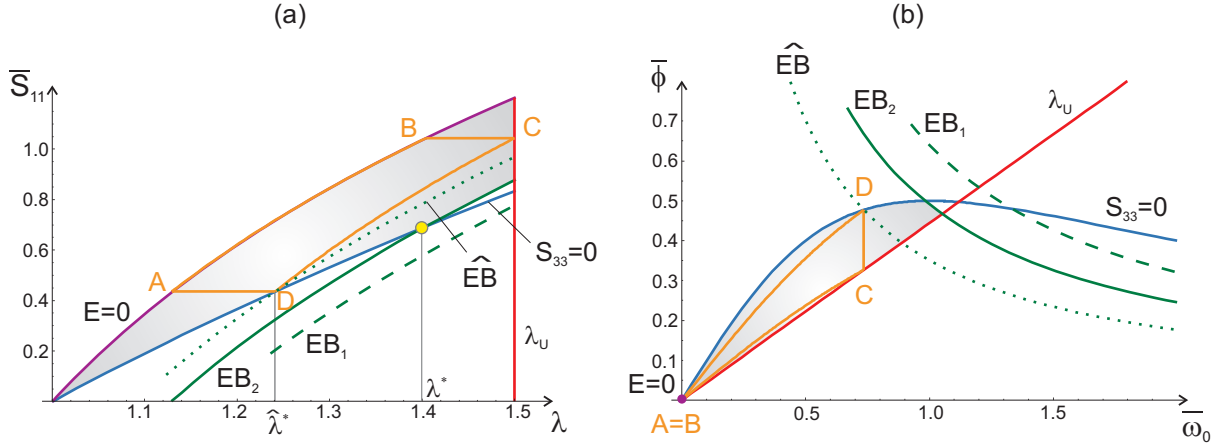 (a)
S̅₁₁
1.0
0.8
0.6
0.4
0.2
B
C
A
D
E=0
ÊB
S₃₃=0
EB₁
EB₂
λ_U
λ*
λ̂*
1.1
1.2
1.3
1.4
1.5
λ
(b)
ϕ̅
0.7
0.6
0.5
0.4
0.3
0.2
0.1
ÊB
EB₂
EB₁
λ_U
D
S₃₃=0
C
E=0
A=B
0.5
1.0
1.5
ω̅₀